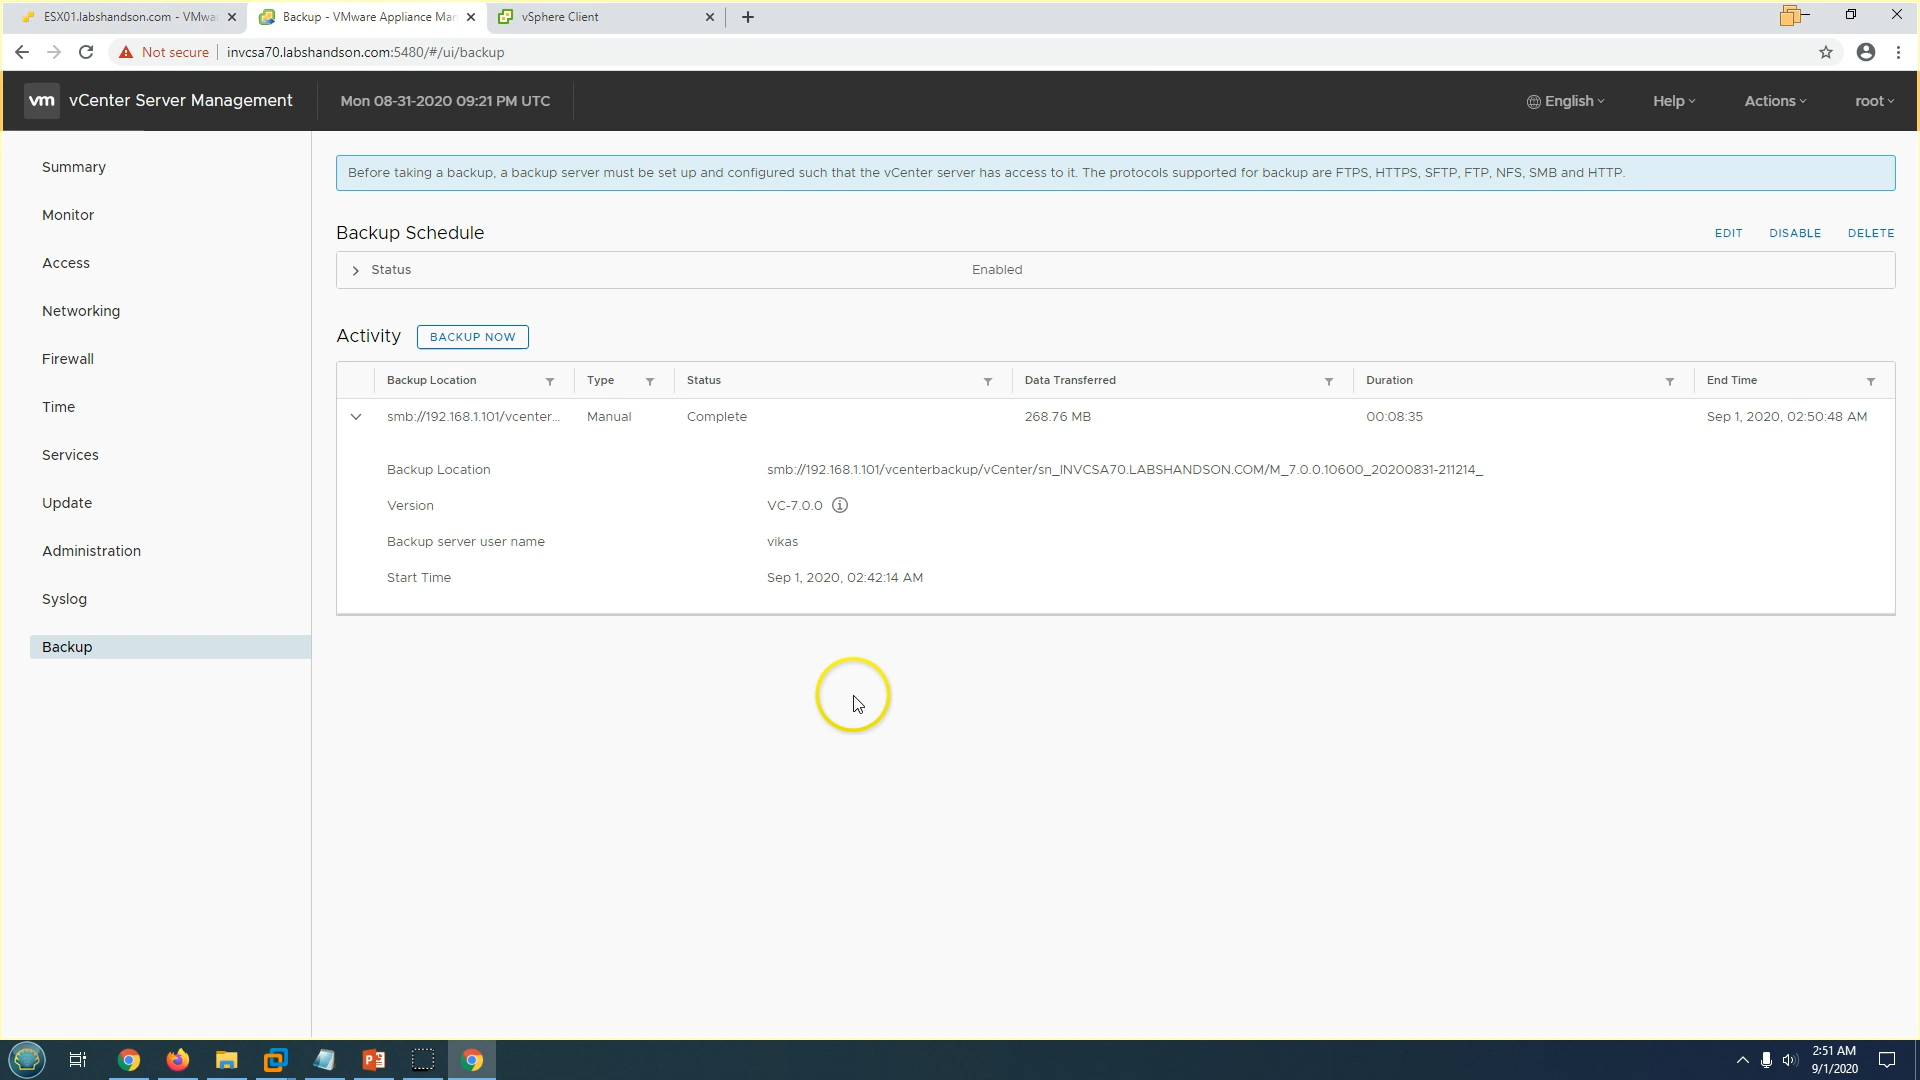 ESX01.labshandson.com - VMwa
Backup - VMware Appliance Man
vSphere Client
Not secure
invcsa70.labshandson.com:5480/#/ui/backup
vm
vCenter Server Management
Mon 08-31-2020 09:21 PM UTC
English
Help
Actions
root
Summary
Monitor
Access
Networking
Firewall
Time
Services
Update
Administration
Syslog
Backup
Before taking a backup, a backup server must be set up and configured such that the vCenter server has access to it. The protocols supported for backup are FTPS, HTTPS, SFTP, FTP, NFS, SMB and HTTP.
Backup Schedule
EDIT
DISABLE
DELETE
Status
Enabled
Activity
BACKUP NOW
Backup Location
Type
Status
Data Transferred
Duration
End Time
smb://192.168.1.101/vcenter...
Manual
Complete
268.76 MB
00:08:35
Sep 1, 2020, 02:50:48 AM
Backup Location
smb://192.168.1.101/vcenterbackup/vCenter/sn_INVCSA70.LABSHANDSON.COM/M_7.0.0.10600_20200831-211214_
Version
VC-7.0.0
Backup server user name
vikas
Start Time
Sep 1, 2020, 02:42:14 AM
2:51 AM
9/1/2020